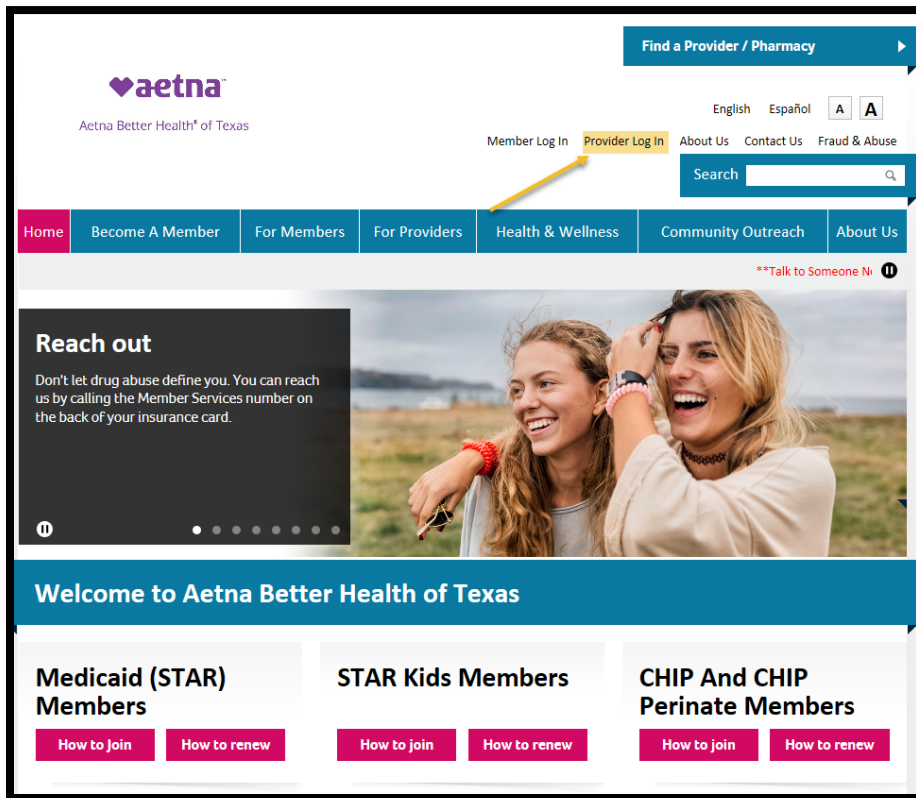 Find a Provider / Pharmacy
aetna™
Aetna Better Health® of Texas
English Español A A
Member Log In Provider Log In About Us Contact Us Fraud & Abuse
Search
Home Become A Member For Members For Providers Health & Wellness Community Outreach About Us
**Talk to Someone N
Reach out
Don't let drug abuse define you. You can reach
us by calling the Member Services number on
the back of your insurance card.
Welcome to Aetna Better Health of Texas
Medicaid (STAR)
Members
How to Join How to renew
STAR Kids Members
How to join How to renew
CHIP And CHIP
Perinate Members
How to join How to renew